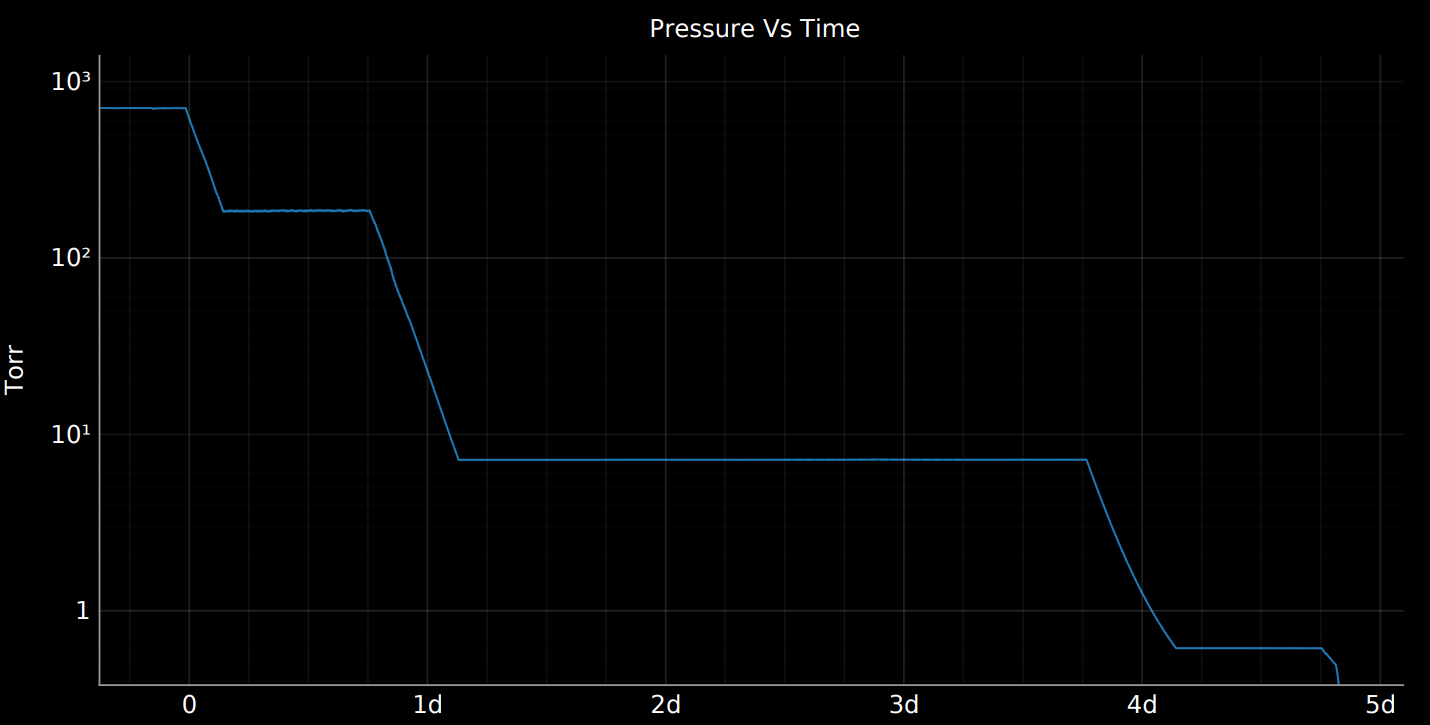 Pressure Vs Time
10³
10²
10¹
1
Torr
0 1d 2d 3d 4d 5d